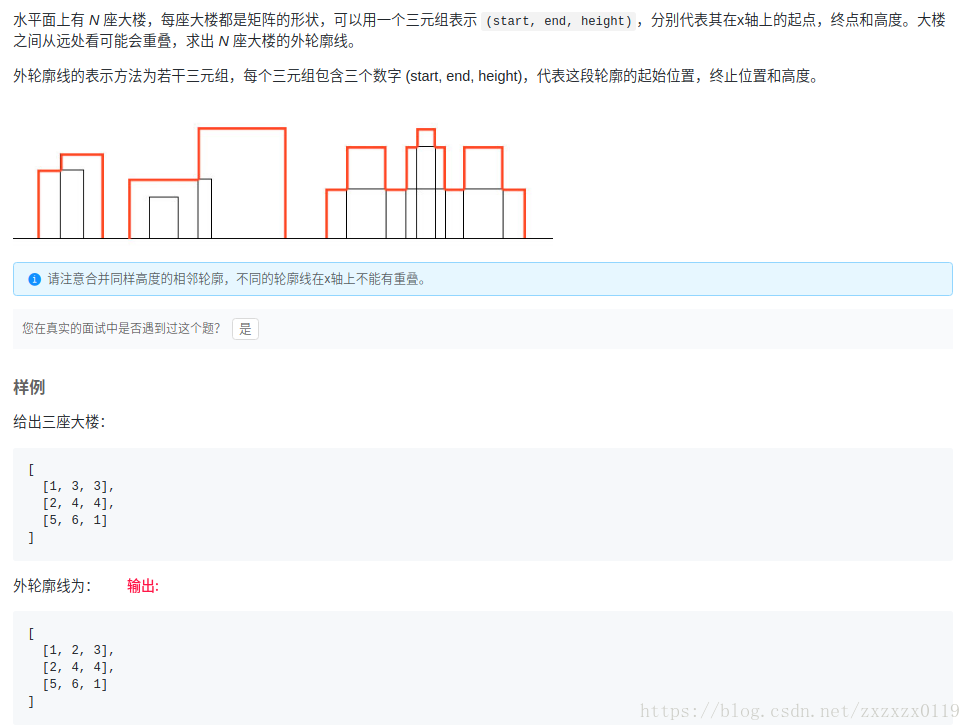 水平面上有 N 座大楼，每座大楼都是矩阵的形状，可以用一个三元组表示 (start, end, height)，分别代表其在x轴上的起点，终点和高度。大楼
之间从远处看可能会重叠，求出 N 座大楼的外轮廓线。
外轮廓线的表示方法为若干三元组，每个三元组包含三个数字 (start, end, height)，代表这段轮廓的起始位置，终止位置和高度。
请注意合并同样高度的相邻轮廓，不同的轮廓线在x轴上不能有重叠。
您在真实的面试中是否遇到过这个题？ 是
样例
给出三座大楼：
[
[1, 3, 3],
[2, 4, 4],
[5, 6, 1]
]
外轮廓线为： 输出:
[
[1, 2, 3],
[2, 4, 4],
[5, 6, 1]
]
https://blog.csdn.net/zxzxzx0119